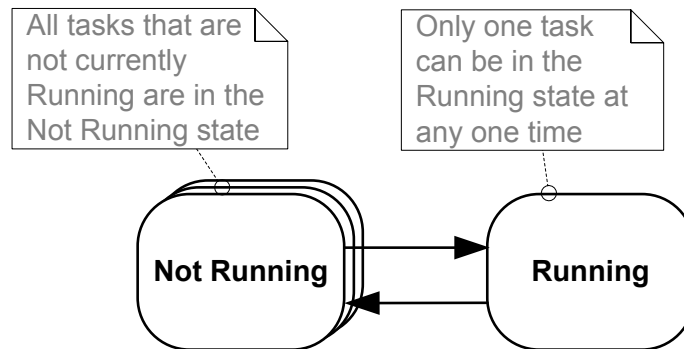 All tasks that are
not currently
Running are in the
Not Running state
Only one task
can be in the
Running state at
any one time
Not Running
Running